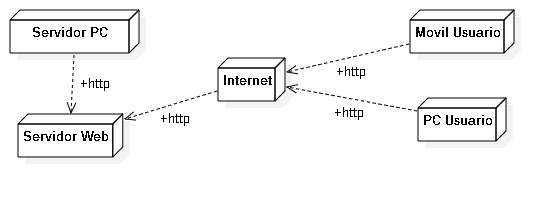 Servidor PC
Movil Usuario
+http
Internet
+http
+http
+http
PC Usuario
Servidor Web